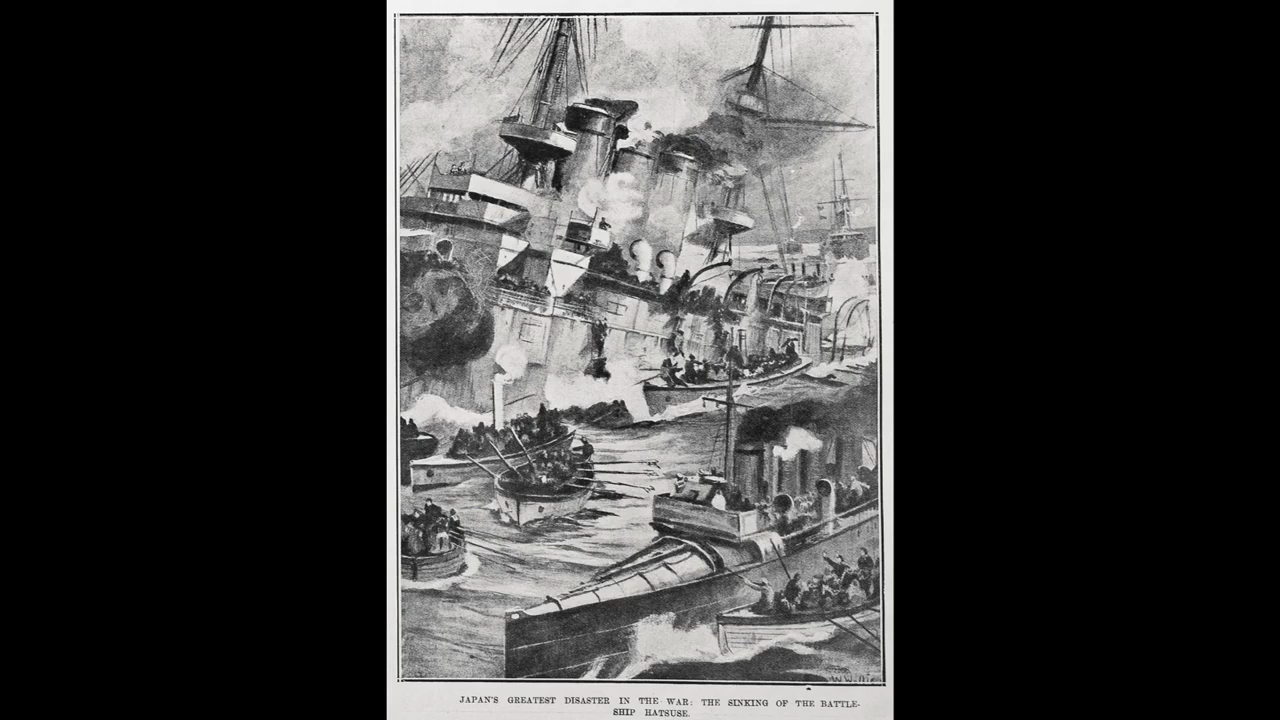 JAPAN'S GREATEST DISASTER IN THE WAR: THE SINKING OF THE BATTLE-
SHIP HATSUSE.